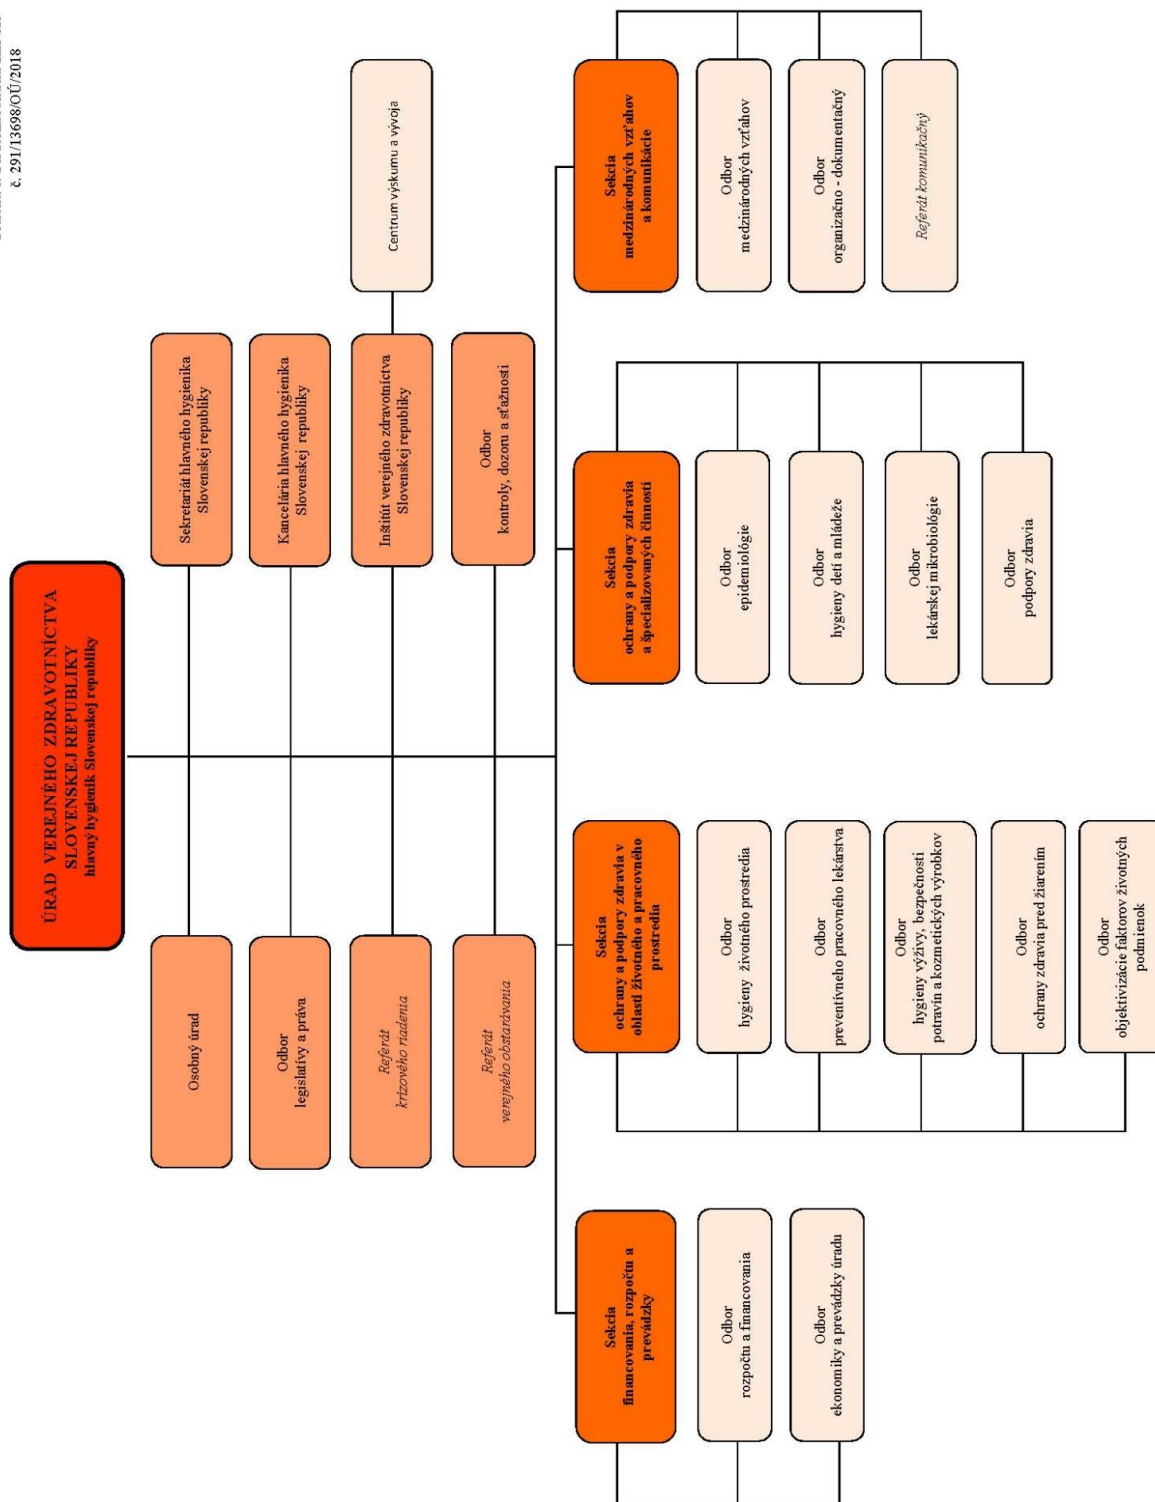 č. 291/13698/OÚ/2018
ÚRAD VEREJNÉHO ZDRAVOTNÍCTVA
SLOVENSKEJ REPUBLIKY
hlavný hygienik Slovenskej republiky
Osobný úrad
Sekretariát hlavného hygienika
Slovenskej republiky
Odbor
legislatívy a práva
Kancelária hlavného hygienika
Slovenskej republiky
Referát
krízového riadenia
Inštitút verejného zdravotníctva
Slovenskej republiky
Centrum výskumu a vývoja
Referát
verejného obstarávania
Odbor
kontroly, dozoru a sťažností
Sekcia
financovania, rozpočtu a
prevádzky
Odbor
rozpočtu a financovania
Odbor
ekonomiky a prevádzky úradu
Sekcia
ochrany a podpory zdravia v
oblasti životného a pracovného
prostredia
Odbor
hygieny životného prostredia
Odbor
preventívneho pracovného lekárstva
Odbor
hygieny výživy, bezpečnosti
potravín a kozmetických výrobkov
Odbor
ochrany zdravia pred žiarením
Odbor
objektivizácie faktorov životných
podmienok
Sekcia
ochrany a podpory zdravia
a špecializovaných činností
Odbor
epidemiológie
Odbor
hygieny detí a mládeže
Odbor
lekárskej mikrobiológie
Odbor
podpory zdravia
Sekcia
medzinárodných vzťahov
a komunikácie
Odbor
medzinárodných vzťahov
Odbor
organizačno - dokumentačný
Referát komunikačný